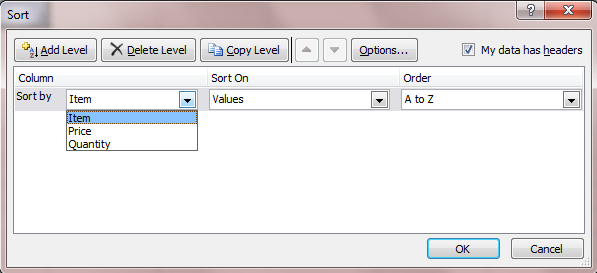 Sort
Add Level Delete Level Copy Level Options... My data has headers
Column Sort On Order
Sort by Item Values A to Z
Item
Price
Quantity
OK Cancel